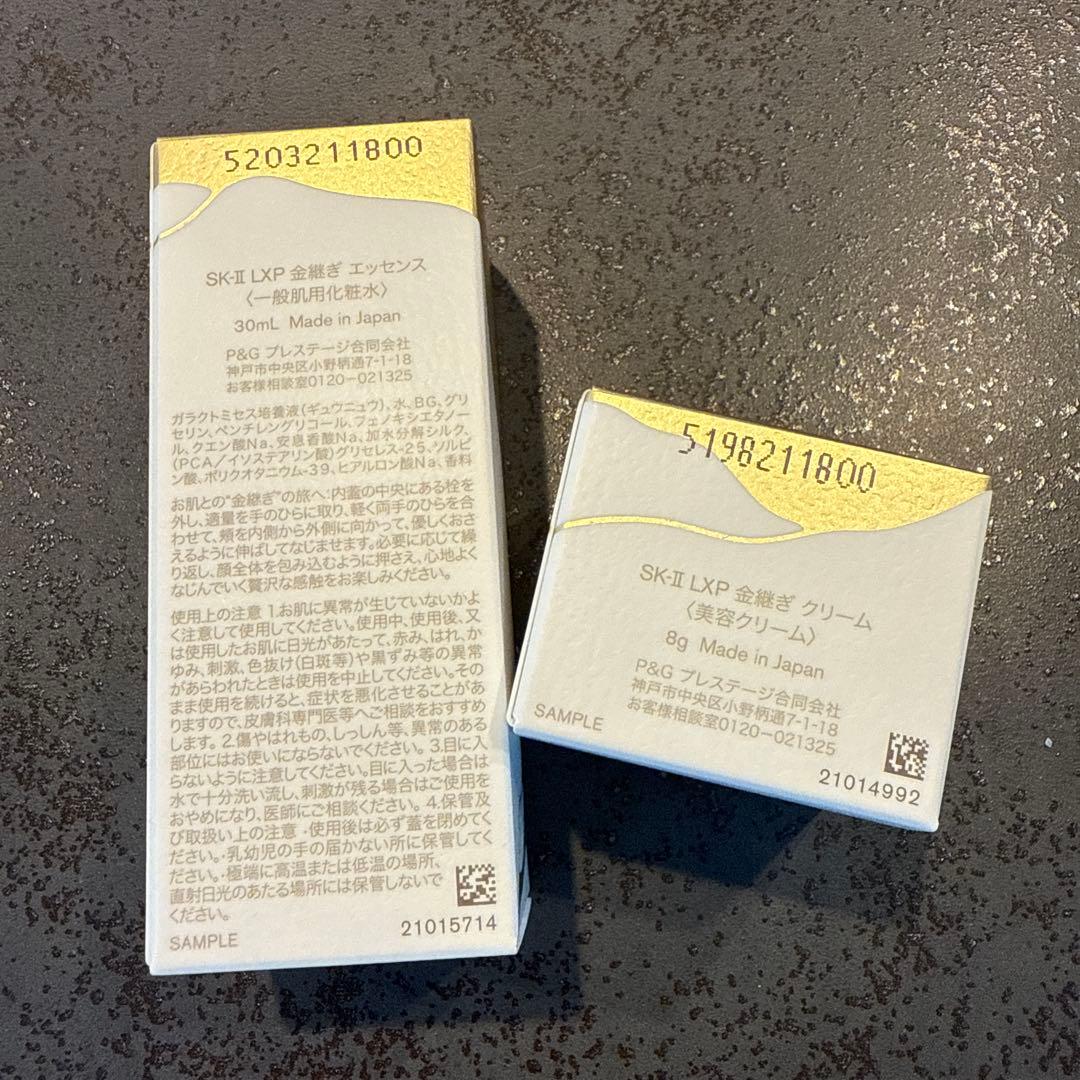 5203211800
SK-II LXP 金継ぎ エッセンス
〈一般肌用化粧水〉
30mL Made in Japan
P&G プレステージ合同会社
神戸市中央区小野柄通7-1-18
お客様相談室0120-021325
ガラクトミセス培養液(ギュウニュウ)、水、BG、グリ
セリン、ペンチレングリコール、フェノキシエタノー
ル、クエン酸Na、安息香酸Na、加水分解シルク、
(PCA/イソステアリン酸)グリセレス-25、ソルビ
ン酸、ポリクオタニウム-39、ヒアルロン酸Na、香料
お肌との“金継ぎ”の旅へ:内蓋の中央にある栓を
外し、適量を手のひらに取り、軽く両手のひらを合
わせて、頬を内側から外側に向かって、優しくおさ
えるように伸ばしてなじませます。必要に応じて繰
り返し、顔全体を包み込むように押さえ、心地よく
なじんでいく贅沢な感触をお楽しみください。
使用上の注意 1.お肌に異常が生じていないかよ
く注意して使用してください。使用中、使用後、又
は使用したお肌に日光があたって、赤み、はれ、か
ゆみ、刺激、色抜け(白斑等)や黒ずみ等の異常
があらわれたときは使用を中止してください。その
まま使用を続けると、症状を悪化させることがあ
りますので、皮膚科専門医等へご相談をおすすめ
します。2.傷やはれもの、しっしん等、異常のある
部位にはお使いにならないでください。3.目に入
らないように注意してください。目に入った場合は
水で十分洗い流し、刺激が残る場合はご使用を
おやめになり、医師にご相談ください。4.保管及
び取扱い上の注意・使用後は必ず蓋を閉めてく
ださい。・乳幼児の手の届かない所に保管してく
ださい。・極端に高温または低温の場所、
直射日光のあたる場所には保管しないで
ください。
SAMPLE
21015714
5198211800
SK-II LXP 金継ぎ クリーム
〈美容クリーム〉
8g Made in Japan
P&G プレステージ合同会社
神戸市中央区小野柄通7-1-18
お客様相談室0120-021325
SAMPLE
21014992